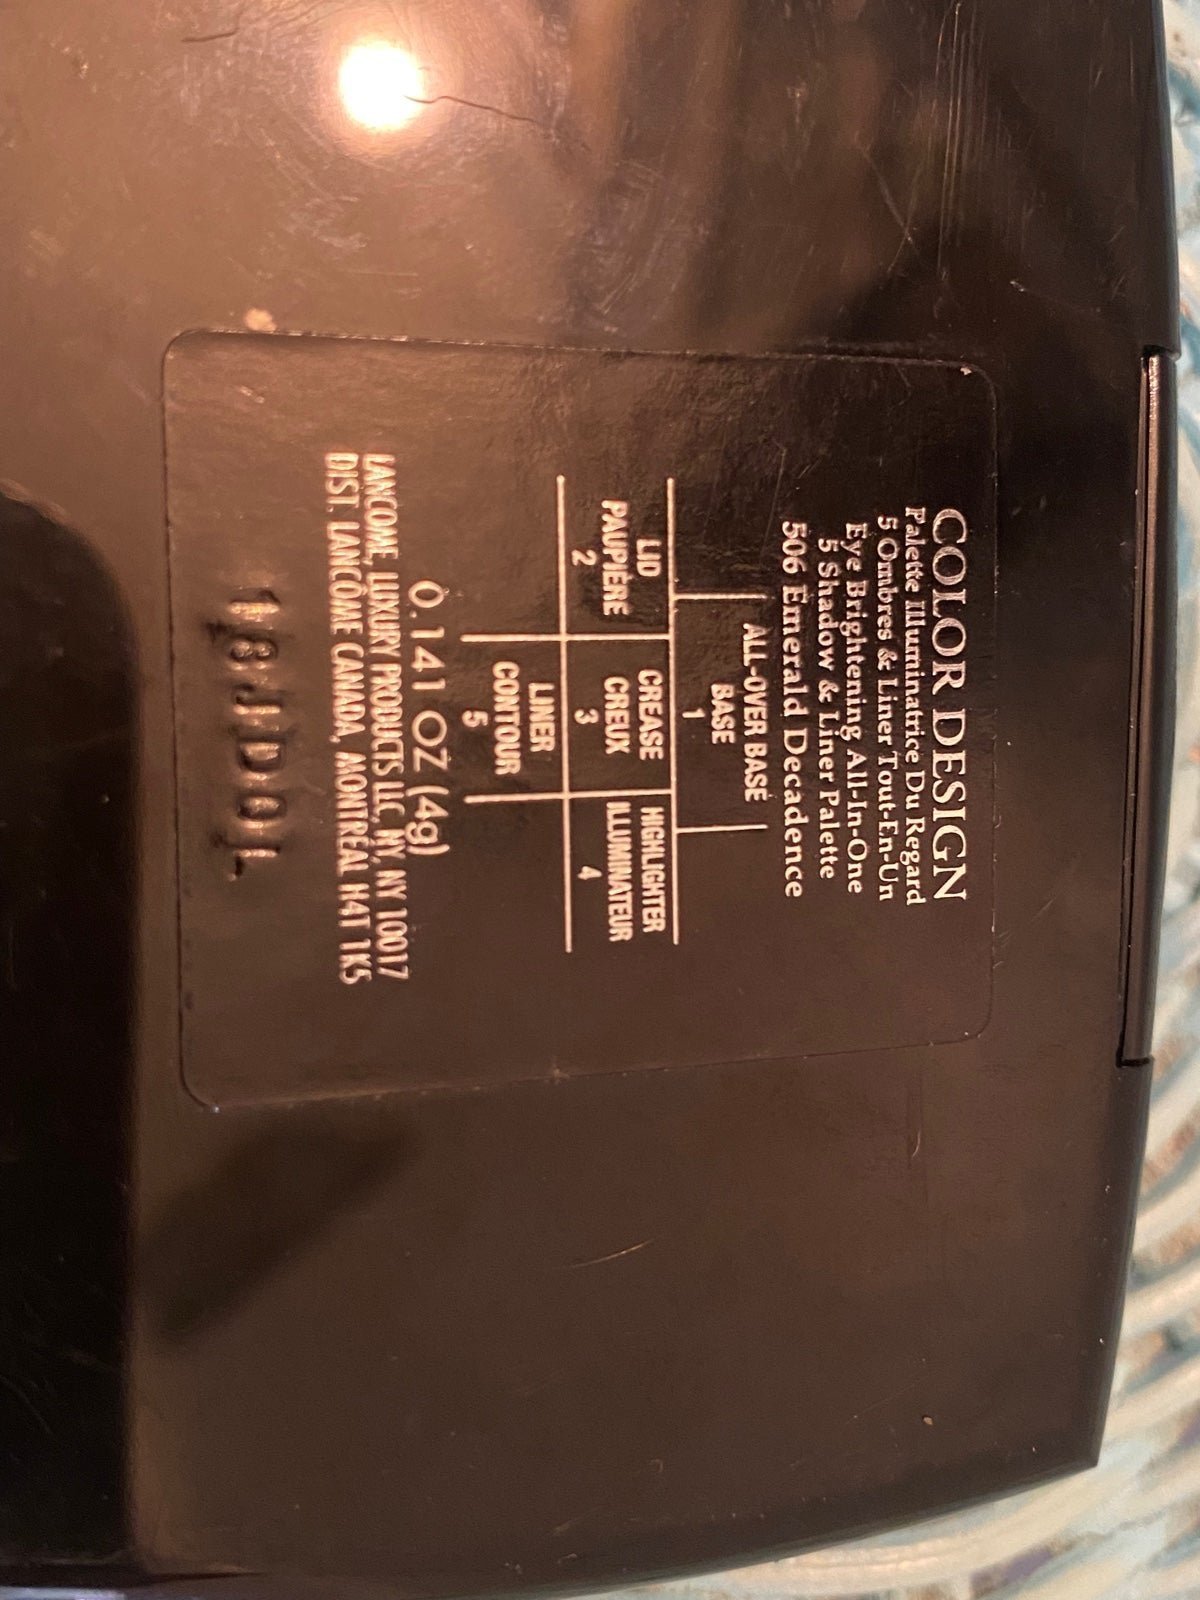 COLOR DESIGN
Palette Illuminatrice Du Regard
5 Ombres & Liner Tout-En-Un
Eye Brightening All-In-One
5 Shadow & Liner Palette
506 Emerald Decadence
ALL-OVER BASE
BASE
1
LID
PAUPIÈRE
2
CREASE
CREUX
3
HIGHLIGHTER
ILLUMINATEUR
4
LINER
CONTOUR
5
0.141 OZ (4g)
LANCOME, LUXURY PRODUCTS LLC, NY, NY 10017
DIST. LANCÔME CANADA, MONTRÉAL H4T 1K5